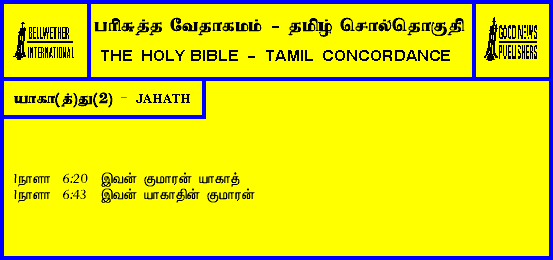 BELLWETHER
INTERNATIONAL
பரிசுத்த வேதாகமம் - தமிழ் சொல்தொகுதி
THE HOLY BIBLE - TAMIL CONCORDANCE
GOOD NEWS
PUBLISHERS
யாகா(த்)து(2) - JAHATH
1நாளா 6:20 இவன் குமாரன் யாகாத்
1நாளா 6:43 இவன் யாகாதின் குமாரன்